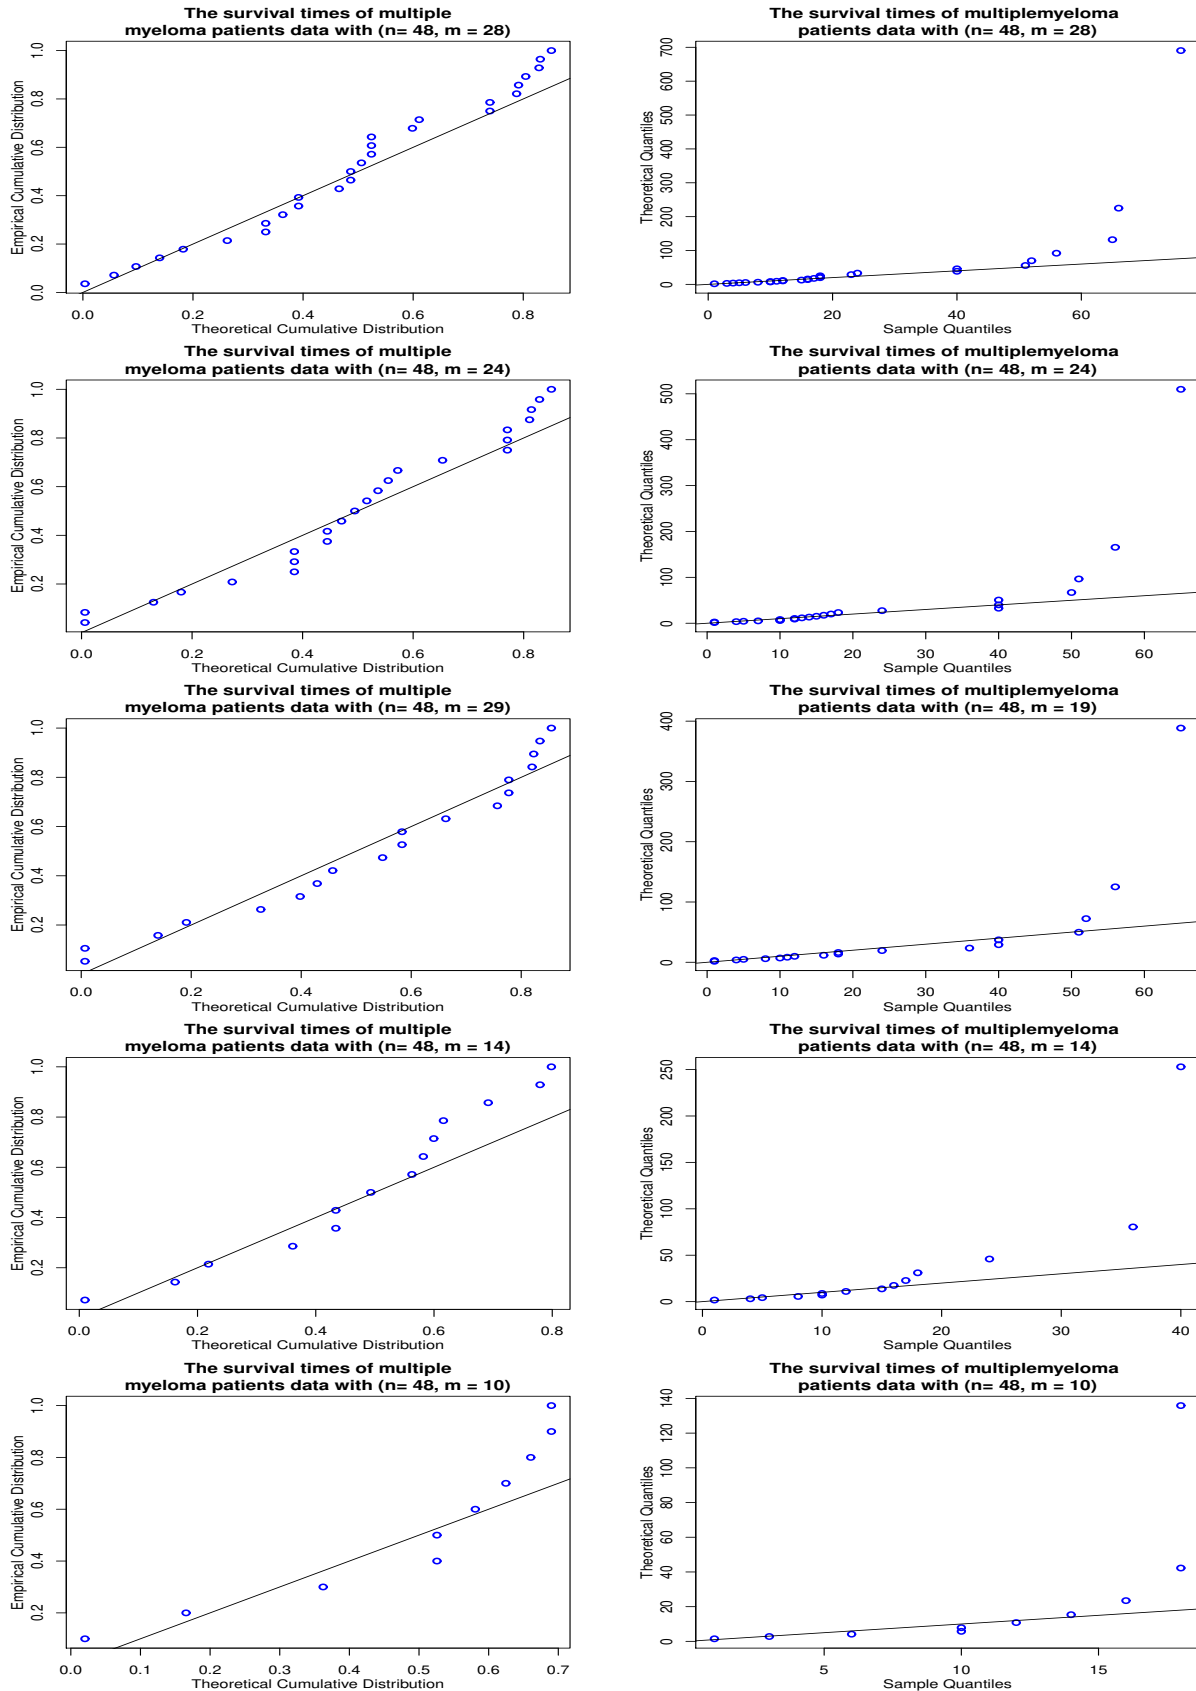 The survival times of multiple
myeloma patients data with (n= 48, m = 28)
Empirical Cumulative Distribution
0.0 0.2 0.4 0.6 0.8 1.0
0.0 0.2 0.4 0.6 0.8
Theoretical Cumulative Distribution
The survival times of multiplemyeloma
patients data with (n= 48, m = 28)
Theoretical Quantiles
0 100 200 300 400 500 600 700
0 20 40 60
Sample Quantiles
The survival times of multiple
myeloma patients data with (n= 48, m = 24)
Empirical Cumulative Distribution
0.2 0.4 0.6 0.8 1.0
0.0 0.2 0.4 0.6 0.8
Theoretical Cumulative Distribution
The survival times of multiplemyeloma
patients data with (n= 48, m = 24)
Theoretical Quantiles
0 100 200 300 400 500
0 10 20 30 40 50 60
Sample Quantiles
The survival times of multiple
myeloma patients data with (n= 48, m = 29)
Empirical Cumulative Distribution
0.2 0.4 0.6 0.8 1.0
0.0 0.2 0.4 0.6 0.8
Theoretical Cumulative Distribution
The survival times of multiplemyeloma
patients data with (n= 48, m = 19)
Theoretical Quantiles
0 100 200 300 400
0 10 20 30 40 50 60
Sample Quantiles
The survival times of multiple
myeloma patients data with (n= 48, m = 14)
Empirical Cumulative Distribution
0.2 0.4 0.6 0.8 1.0
0.0 0.2 0.4 0.6 0.8
Theoretical Cumulative Distribution
The survival times of multiplemyeloma
patients data with (n= 48, m = 14)
Theoretical Quantiles
0 50 100 150 200 250
0 10 20 30 40
Sample Quantiles
The survival times of multiple
myeloma patients data with (n= 48, m = 10)
Empirical Cumulative Distribution
0.2 0.4 0.6 0.8 1.0
0.0 0.1 0.2 0.3 0.4 0.5 0.6 0.7
Theoretical Cumulative Distribution
The survival times of multiplemyeloma
patients data with (n= 48, m = 10)
Theoretical Quantiles
0 20 40 60 80 100 120 140
5 10 15
Sample Quantiles